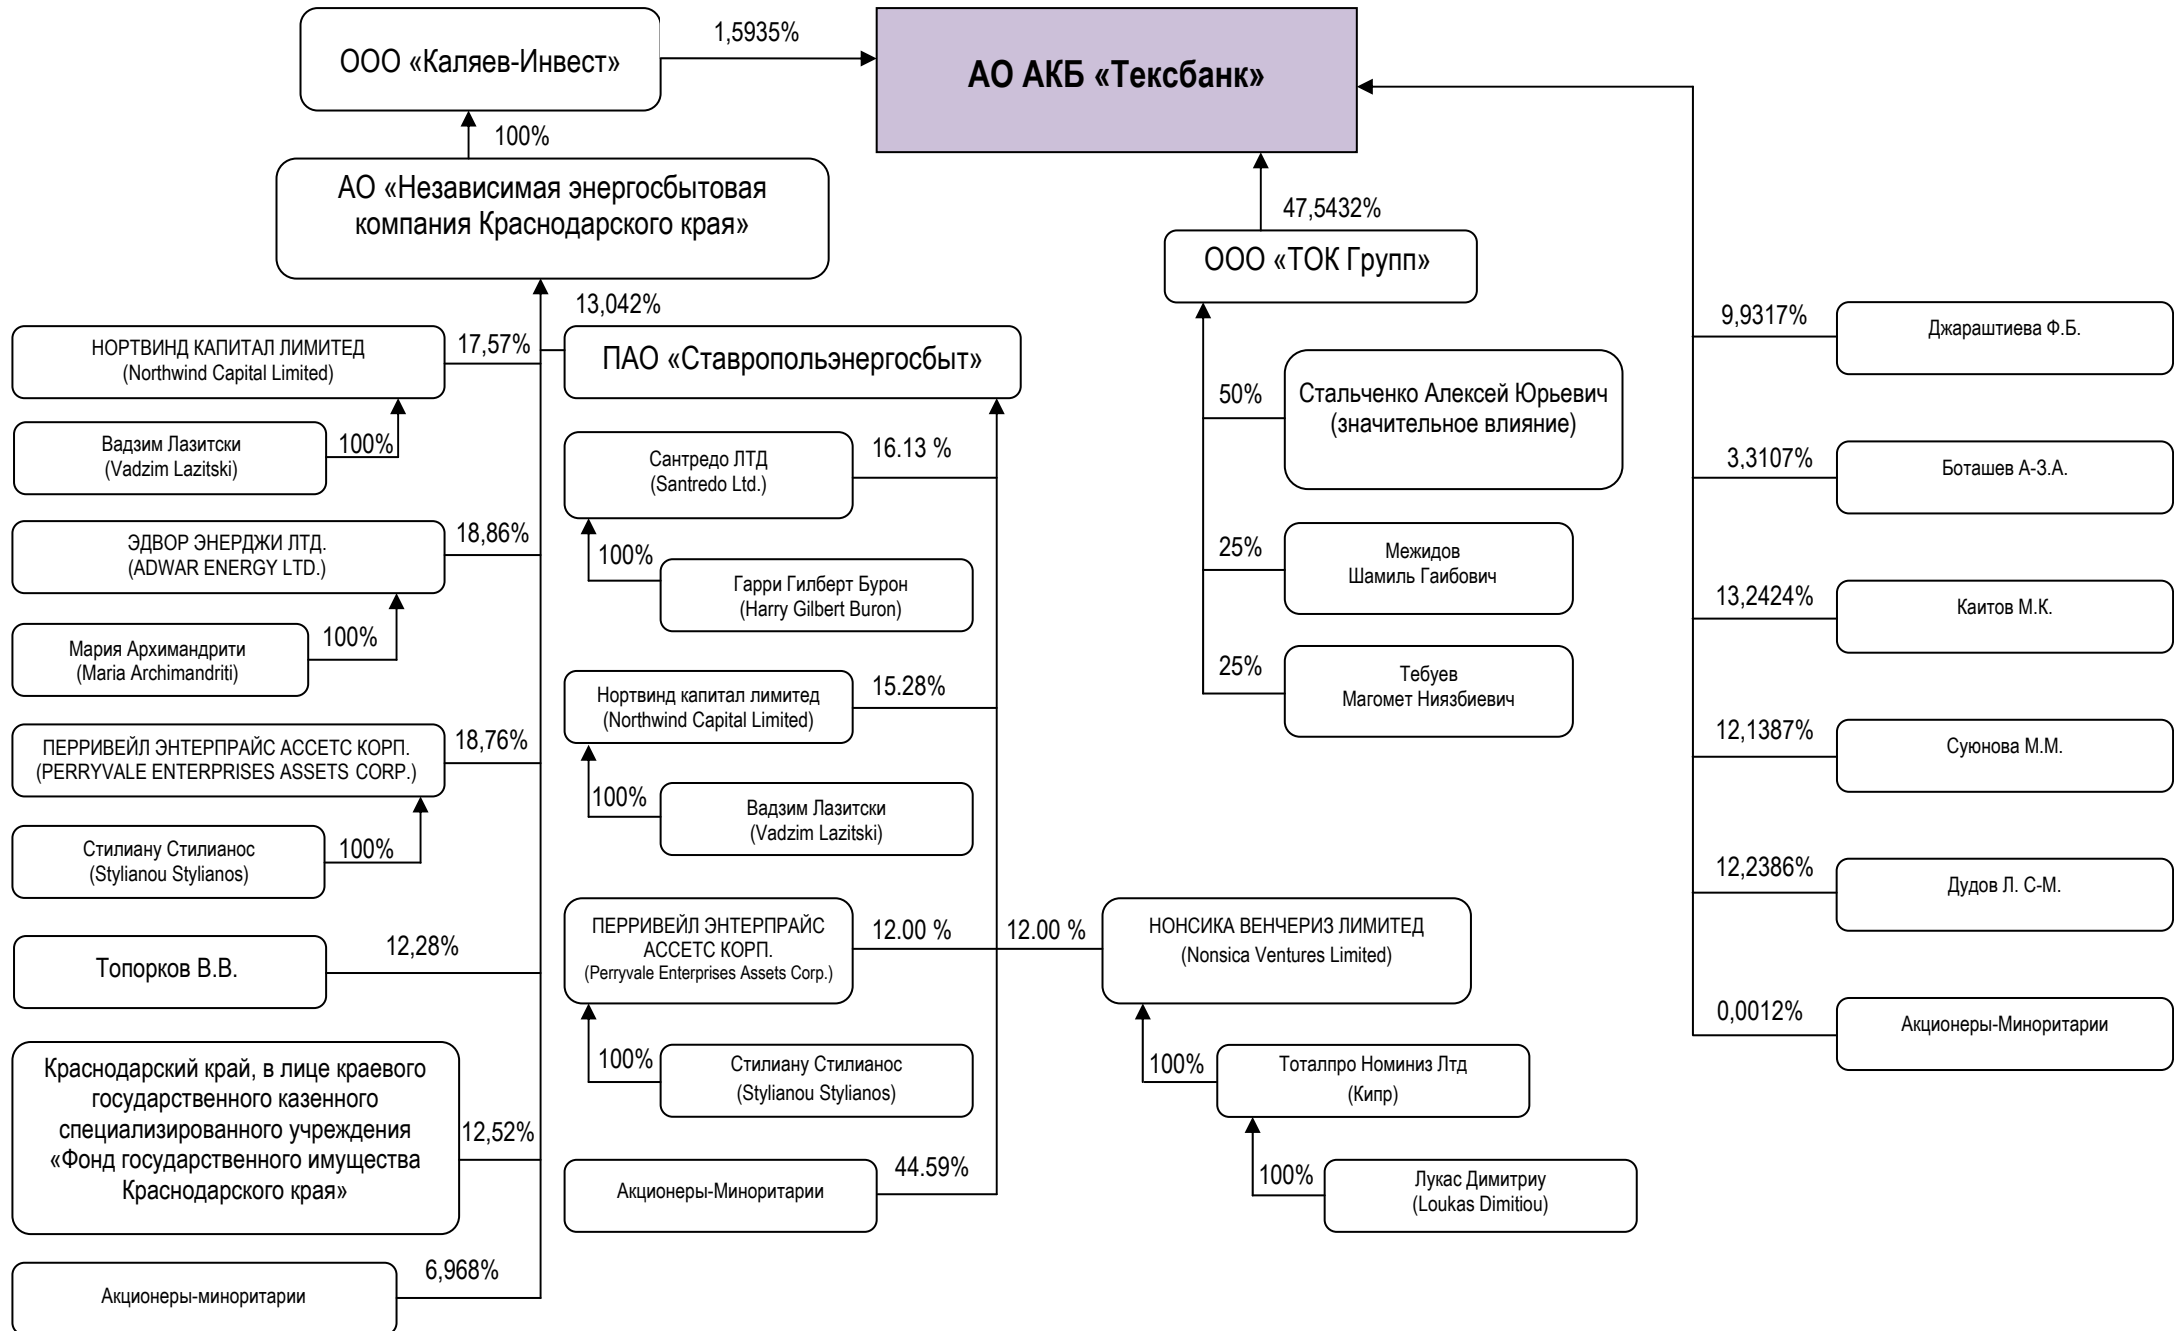 ООО «Каляев-Инвест»
1,5935%
АО АКБ «Тексбанк»
100%
АО «Независимая энергосбытовая
компания Краснодарского края»
47,5432%
ООО «ТОК Групп»
13,042%
НОРТВИНД КАПИТАЛ ЛИМИТЕД
(Northwind Capital Limited)
17,57%
Вадзим Лазитски
(Vadzim Lazitski)
100%
ЭДВОР ЭНЕРДЖИ ЛТД.
(ADWAR ENERGY LTD.)
18,86%
Мария Архимандрити
(Maria Archimandriti)
100%
ПЕРРИВЕЙЛ ЭНТЕРПРАЙС АССЕТС КОРП.
(PERRYVALE ENTERPRISES ASSETS CORP.)
18,76%
Стилиану Стилианос
(Stylianou Stylianos)
100%
Топорков В.В.
12,28%
Краснодарский край, в лице краевого
государственного казенного
специализированного учреждения
«Фонд государственного имущества
Краснодарского края»
12,52%
Акционеры-миноритарии
6,968%
ПАО «Ставропольэнергосбыт»
Сантредо ЛТД
(Santredo Ltd.)
16.13 %
100%
Гарри Гилберт Бурон
(Harry Gilbert Buron)
Нортвинд капитал лимитед
(Northwind Capital Limited)
15.28%
100%
Вадзим Лазитски
(Vadzim Lazitski)
ПЕРРИВЕЙЛ ЭНТЕРПРАЙС
АССЕТС КОРП.
(Perryvale Enterprises Assets Corp.)
12.00 %
100%
Стилиану Стилианос
(Stylianou Stylianos)
Акционеры-Миноритарии
44.59%
12.00 %
НОНСИКА ВЕНЧЕРИЗ ЛИМИТЕД
(Nonsica Ventures Limited)
100%
Тоталпро Номиниз Лтд
(Кипр)
100%
Лукас Димитриу
(Loukas Dimitiou)
50%
Стальченко Алексей Юрьевич
(значительное влияние)
25%
Межидов
Шамиль Гаибович
25%
Тебуев
Магомет Ниязбиевич
9,9317%
Джараштиева Ф.Б.
3,3107%
Боташев А-З.А.
13,2424%
Каитов М.К.
12,1387%
Суюнова М.М.
12,2386%
Дудов Л. С-М.
0,0012%
Акционеры-Миноритарии